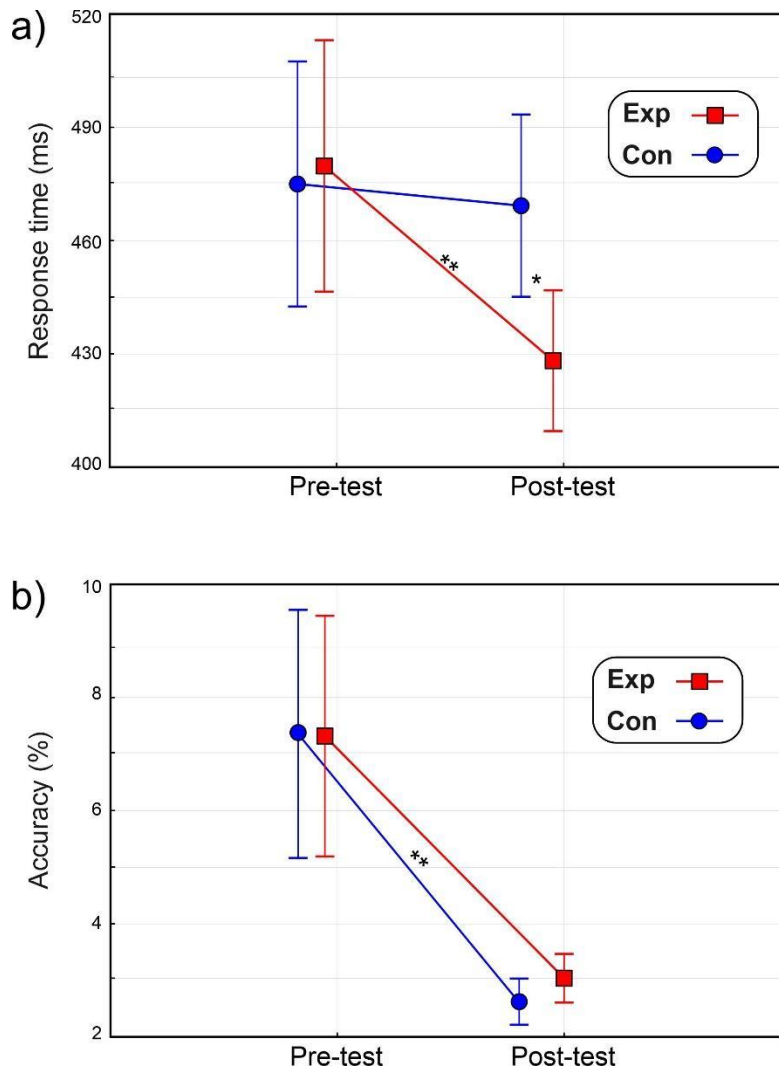 a)
520
490
460
430
400
Response time (ms)
Exp
Con
**
*
Pre-test Post-test
b)
10
8
6
4
2
Accuracy (%)
Exp
Con
**
Pre-test Post-test